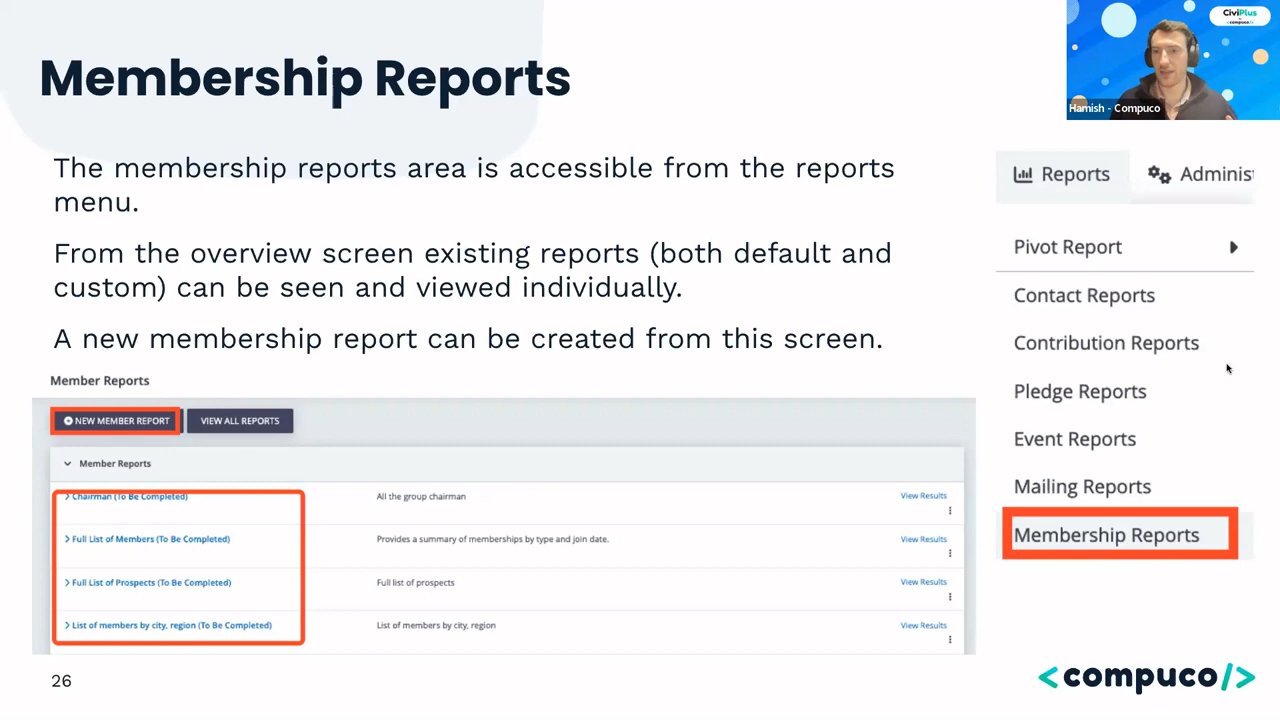 Membership Reports
CiviPlus
by
<compuco/>
Hamish - Compuco
The membership reports area is accessible from the reports
menu.
From the overview screen existing reports (both default and
custom) can be seen and viewed individually.
A new membership report can be created from this screen.
Member Reports
NEW MEMBER REPORT VIEW ALL REPORTS
Member Reports
Chairman (To Be Completed) All the group chairman View Results
Full List of Members (To Be Completed) Provides a summary of memberships by type and join date. View Results
Full List of Prospects (To Be Completed) Full list of prospects View Results
List of members by city, region (To Be Completed) List of members by city, region View Results
Reports Administ
Pivot Report
Contact Reports
Contribution Reports
Pledge Reports
Event Reports
Mailing Reports
Membership Reports
26
<compuco/>